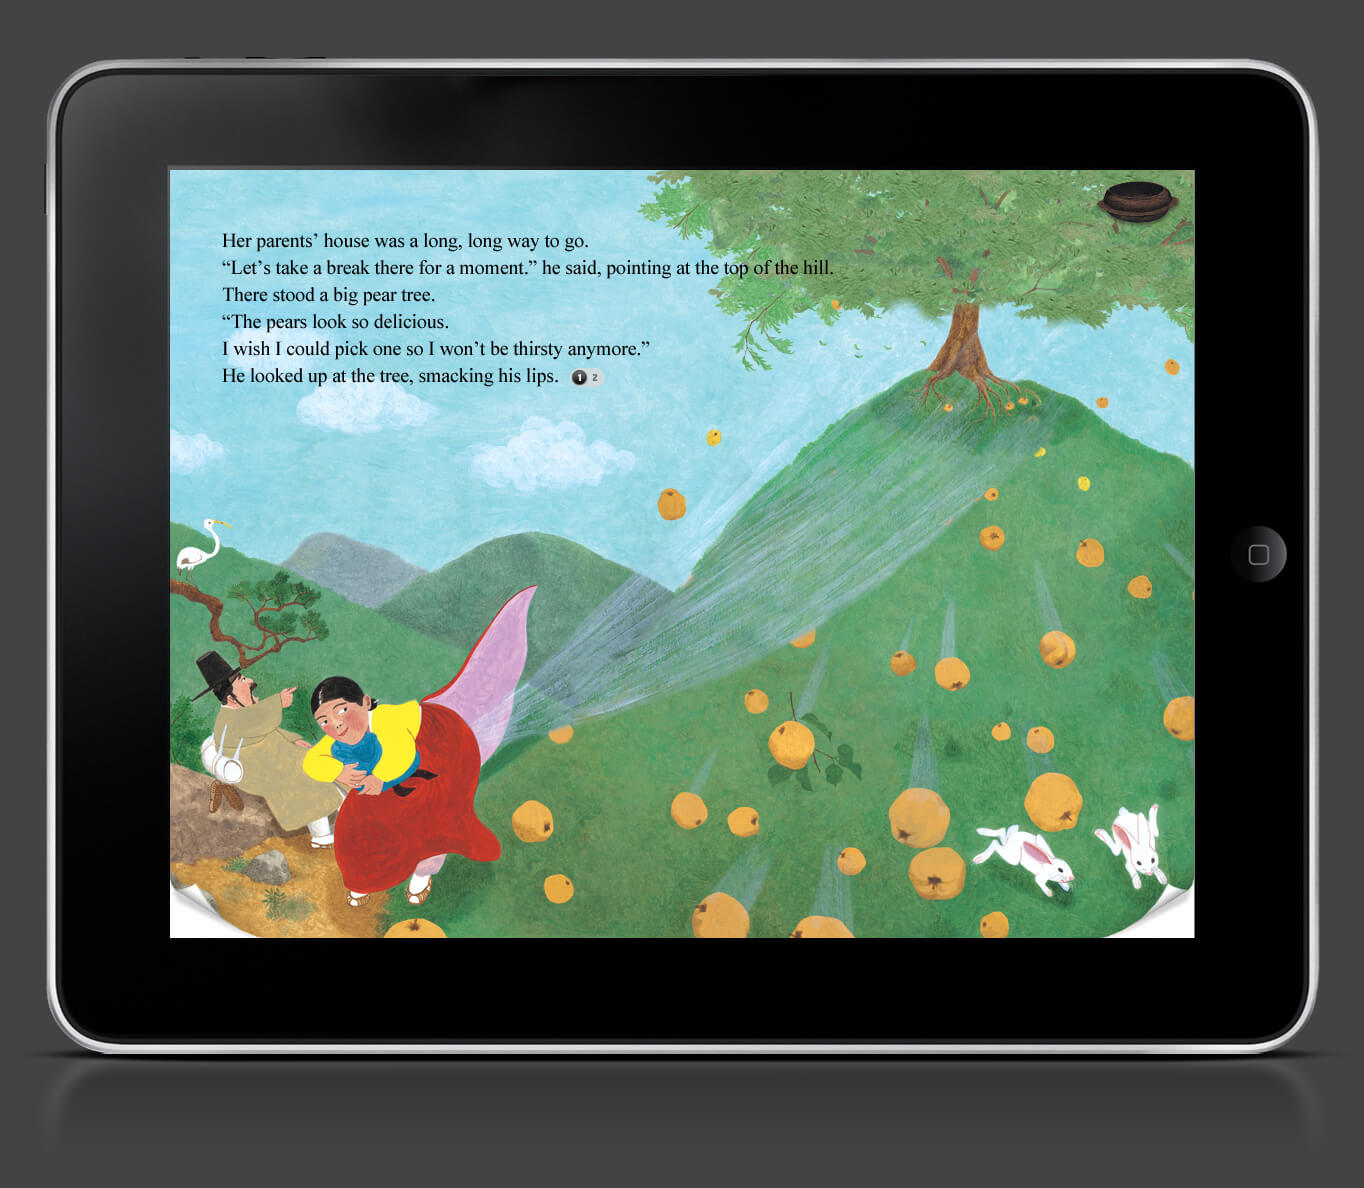 Her parents’ house was a long, long way to go.
“Let’s take a break there for a moment.” he said, pointing at the top of the hill.
There stood a big pear tree.
“The pears look so delicious.
I wish I could pick one so I won’t be thirsty anymore.”
He looked up at the tree, smacking his lips. 1 2